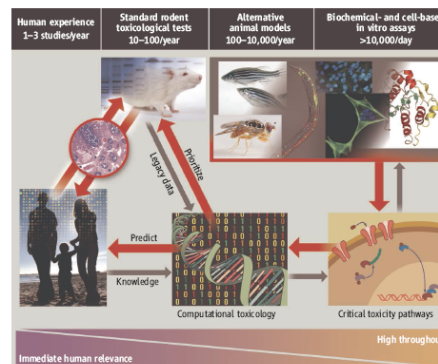 Human experience
1–3 studies/year
Standard rodent
toxicological tests
10–100/year
Alternative
animal models
100–10,000/year
Biochemical- and cell-based
in vitro assays
>10,000/day
Legacy data
Prioritize
Predict
Knowledge
Computational toxicology
Critical toxicity pathways
High throughput
Immediate human relevance